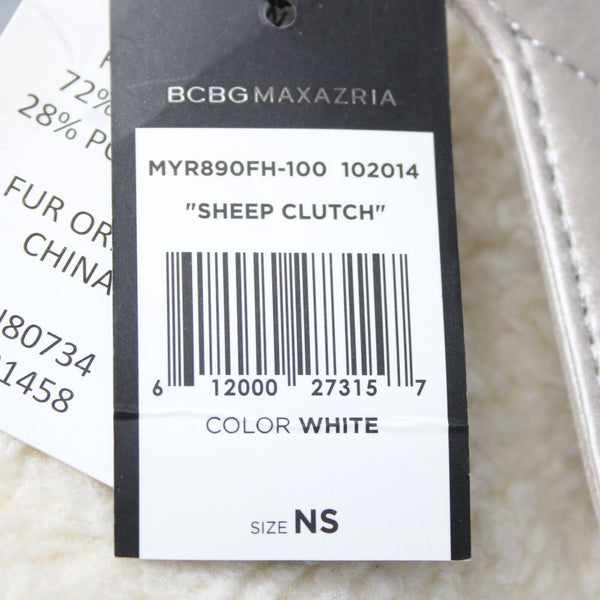 72%
28%
FUR
CHINA
80734
1458
BCBGMAXAZRIA
MYR890FH-100 102014
"SHEEP CLUTCH"
6 12000 27315 7
COLOR WHITE
SIZE NS